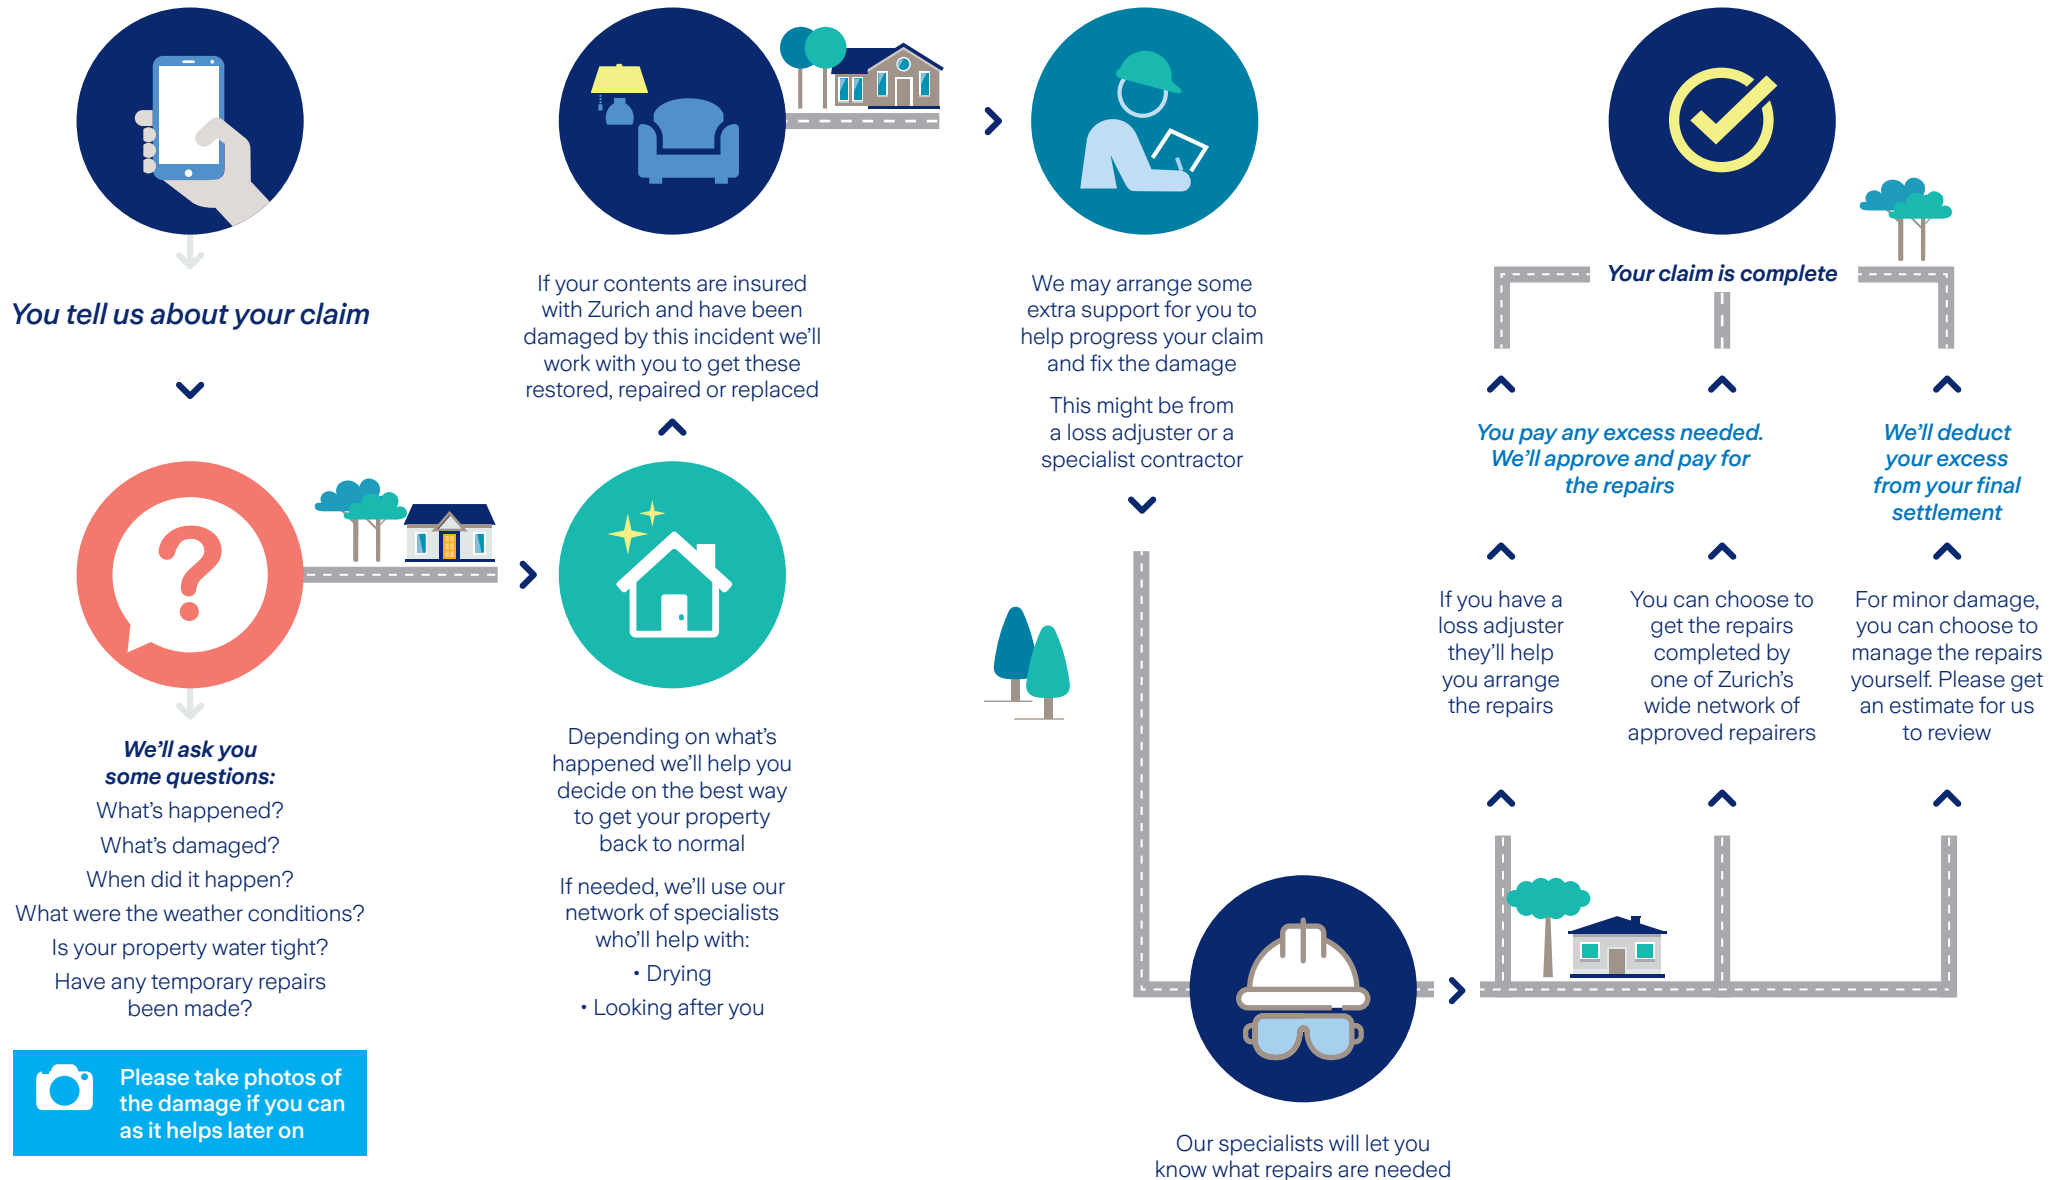 You tell us about your claim
We'll ask you
some questions:
What's happened?
What's damaged?
When did it happen?
What were the weather conditions?
Is your property water tight?
Have any temporary repairs
been made?
Please take photos of
the damage if you can
as it helps later on
Depending on what's
happened we'll help you
decide on the best way
to get your property
back to normal
If needed, we'll use our
network of specialists
who'll help with:
• Drying
• Looking after you
If your contents are insured
with Zurich and have been
damaged by this incident we'll
work with you to get these
restored, repaired or replaced
We may arrange some
extra support for you to
help progress your claim
and fix the damage
This might be from
a loss adjuster or a
specialist contractor
Our specialists will let you
know what repairs are needed
If you have a
loss adjuster
they'll help
you arrange
the repairs
You can choose to
get the repairs
completed by
one of Zurich's
wide network of
approved repairers
For minor damage,
you can choose to
manage the repairs
yourself. Please get
an estimate for us
to review
You pay any excess needed.
We'll approve and pay for
the repairs
We'll deduct
your excess
from your final
settlement
Your claim is complete